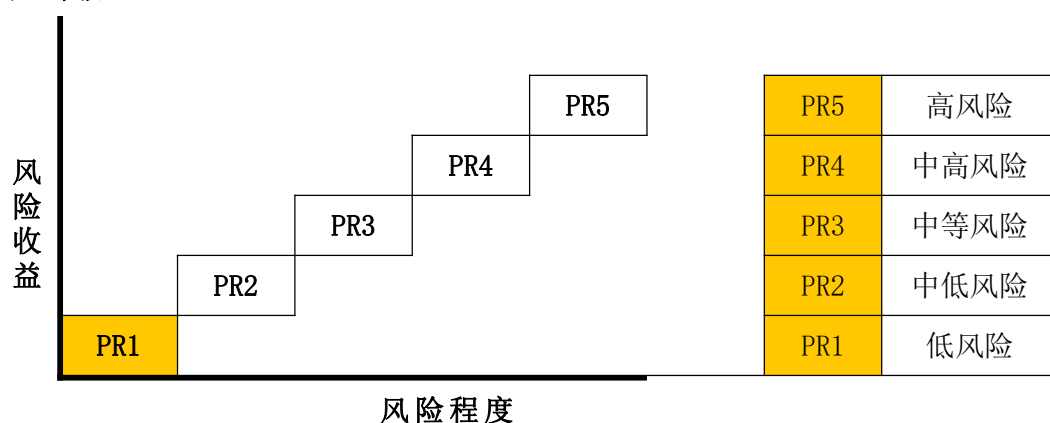 PR5
PR4
PR3
PR2
PR1
风险收益
风险程度
PR5 高风险
PR4 中高风险
PR3 中等风险
PR2 中低风险
PR1 低风险